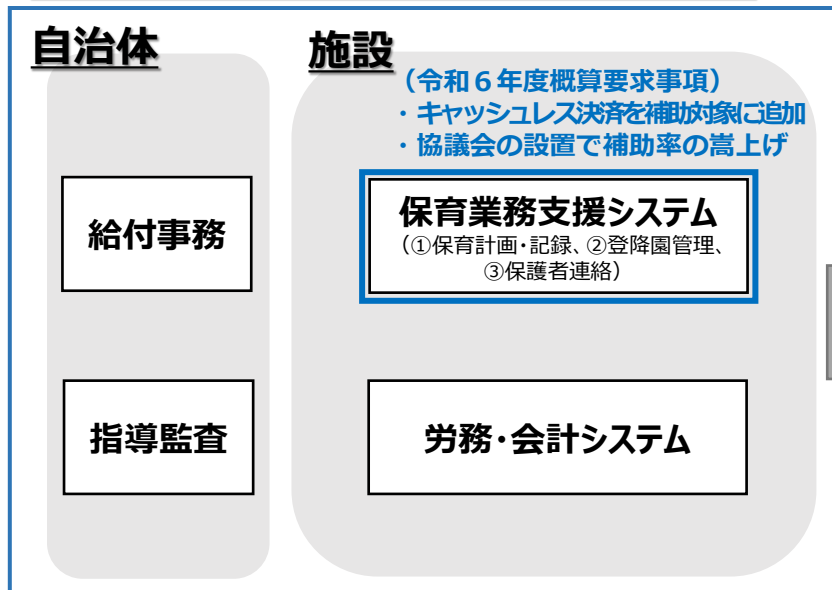 自治体
施設
（令和６年度概算要求事項）
・キャッシュレス決済を補助対象に追加
・協議会の設置で補助率の嵩上げ
給付事務
保育業務支援システム
（①保育計画・記録、②登降園管理、
③保護者連絡）
指導監査
労務・会計システム